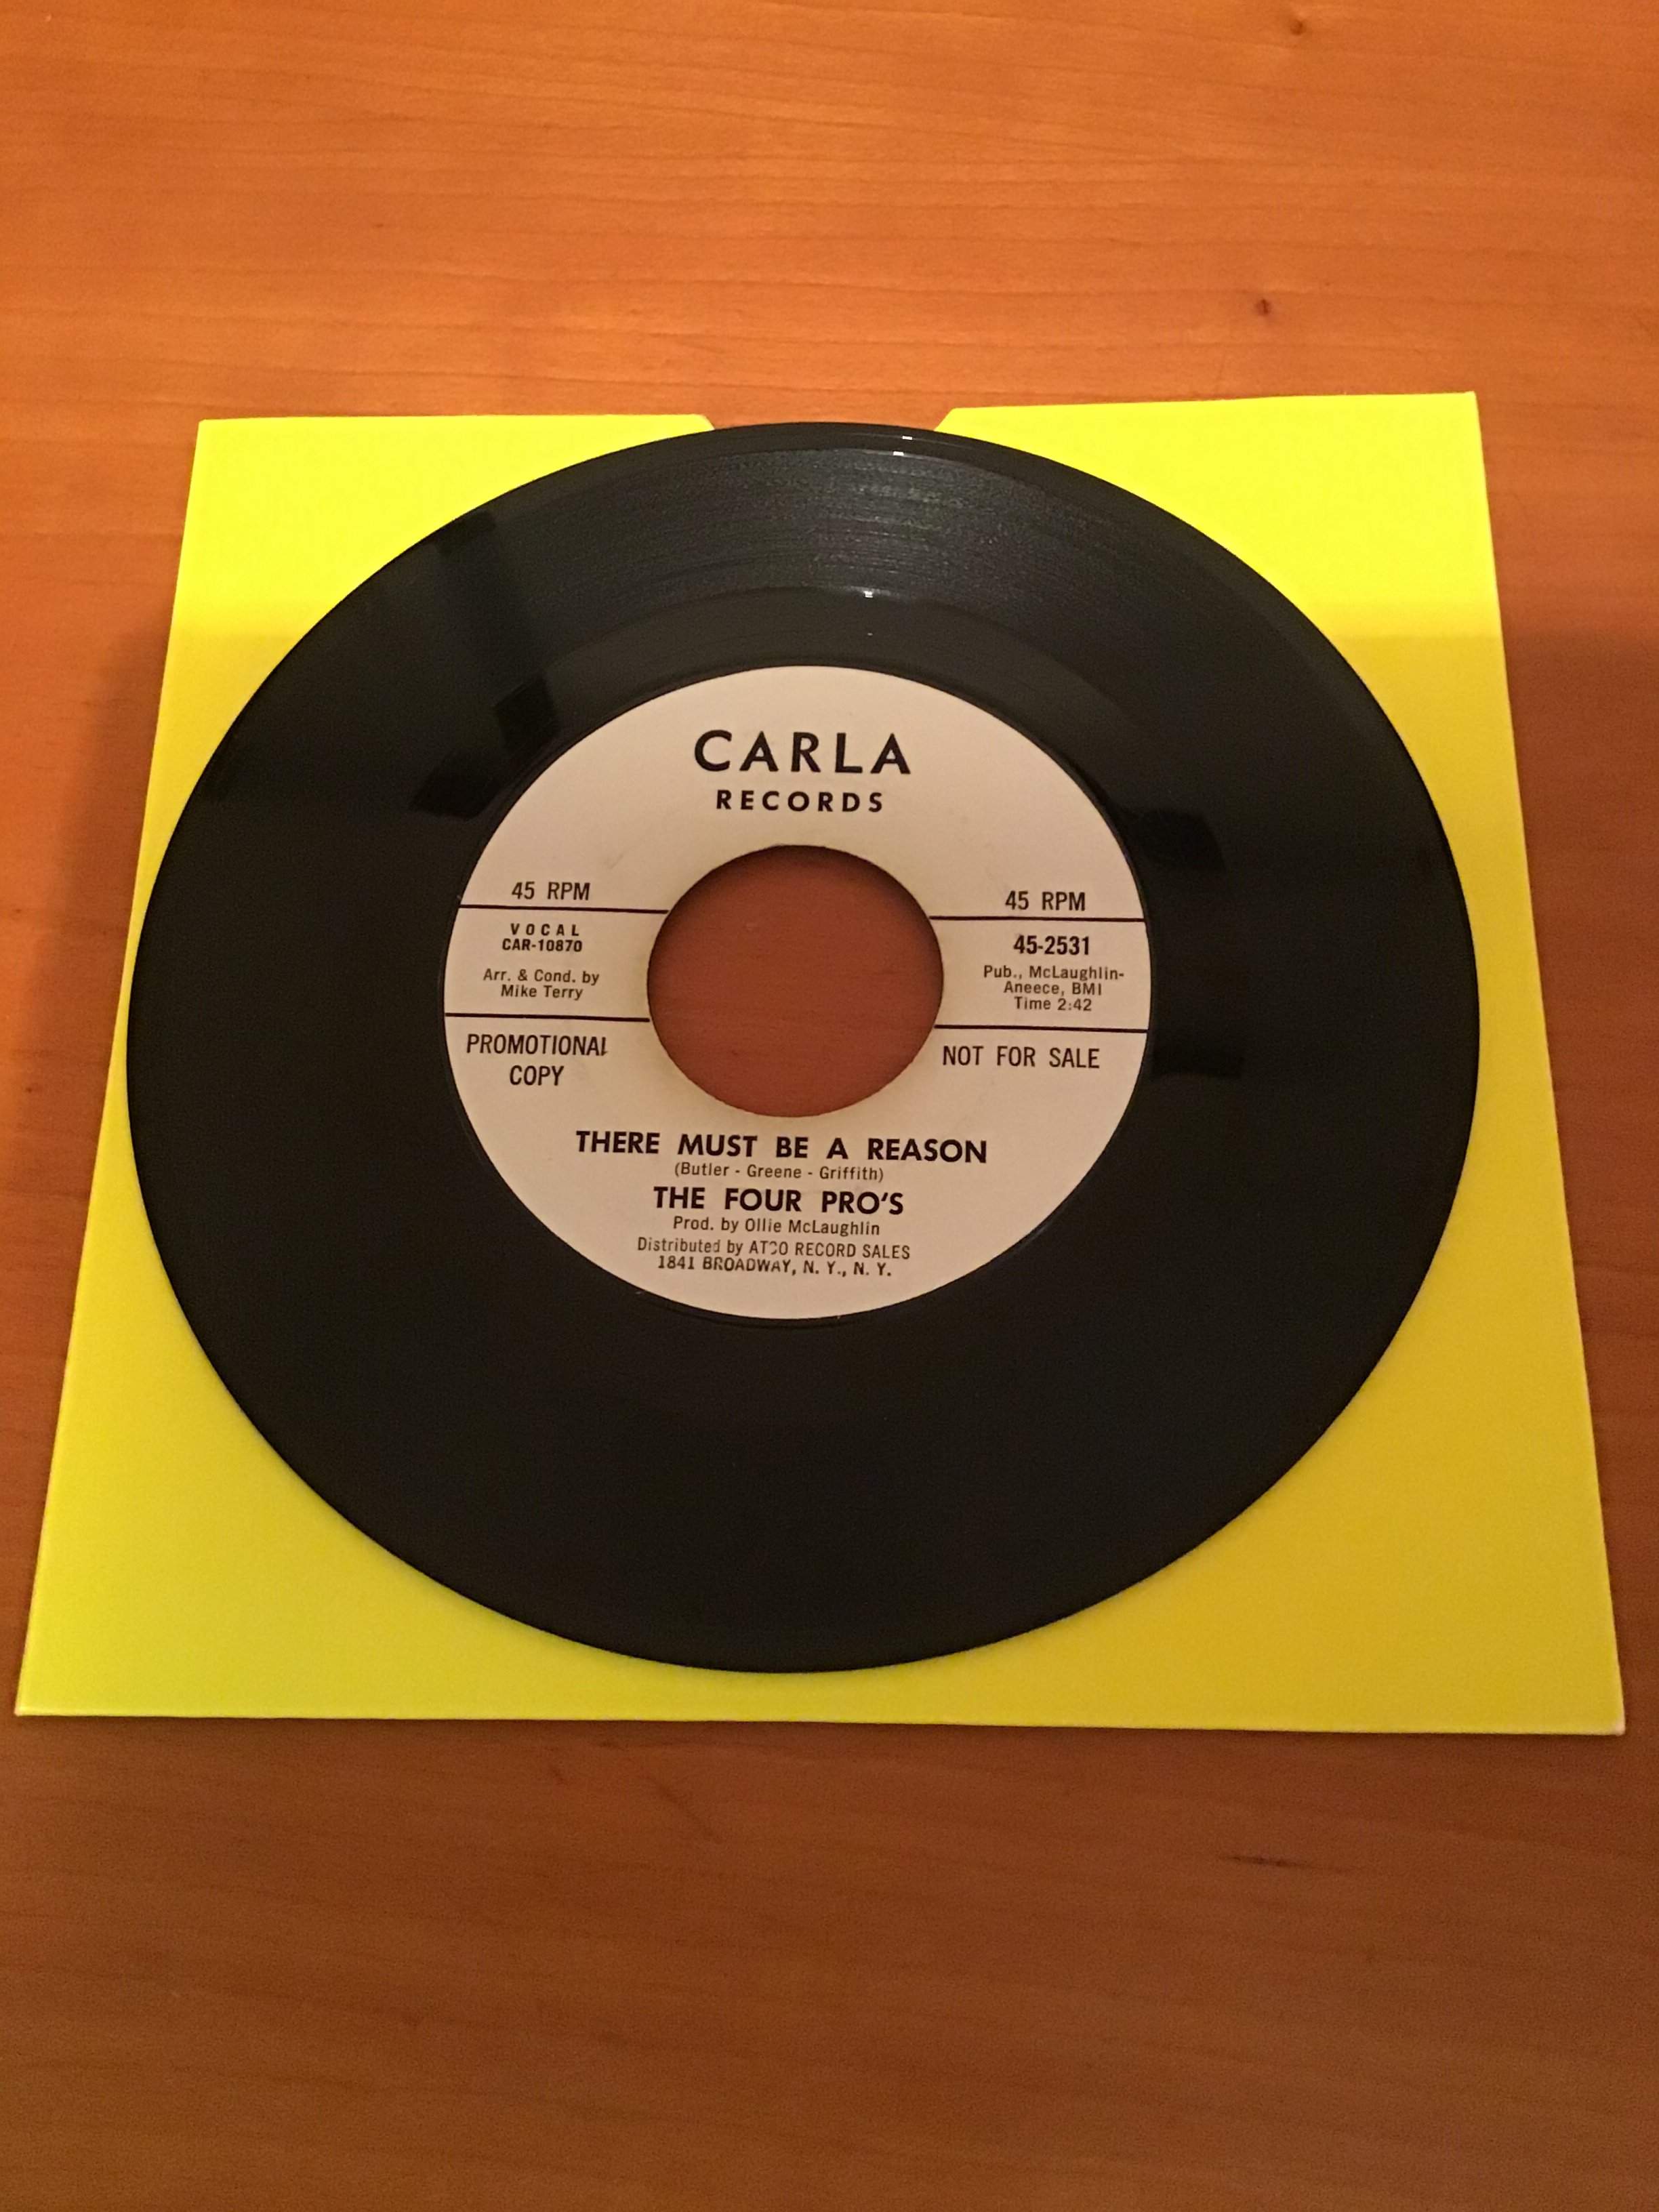 CARLA
RECORDS
45 RPM
VOCAL
CAR-10870
Arr. & Cond. by
Mike Terry
PROMOTIONAL
COPY
45 RPM
45-2531
Pub., McLaughlin-
Aneece, BMI
Time 2:42
NOT FOR SALE
THERE MUST BE A REASON
(Butler - Greene - Griffith)
THE FOUR PRO'S
Prod. by Ollie McLaughlin
Distributed by ATCO RECORD SALES
1841 BROADWAY, N. Y., N. Y.